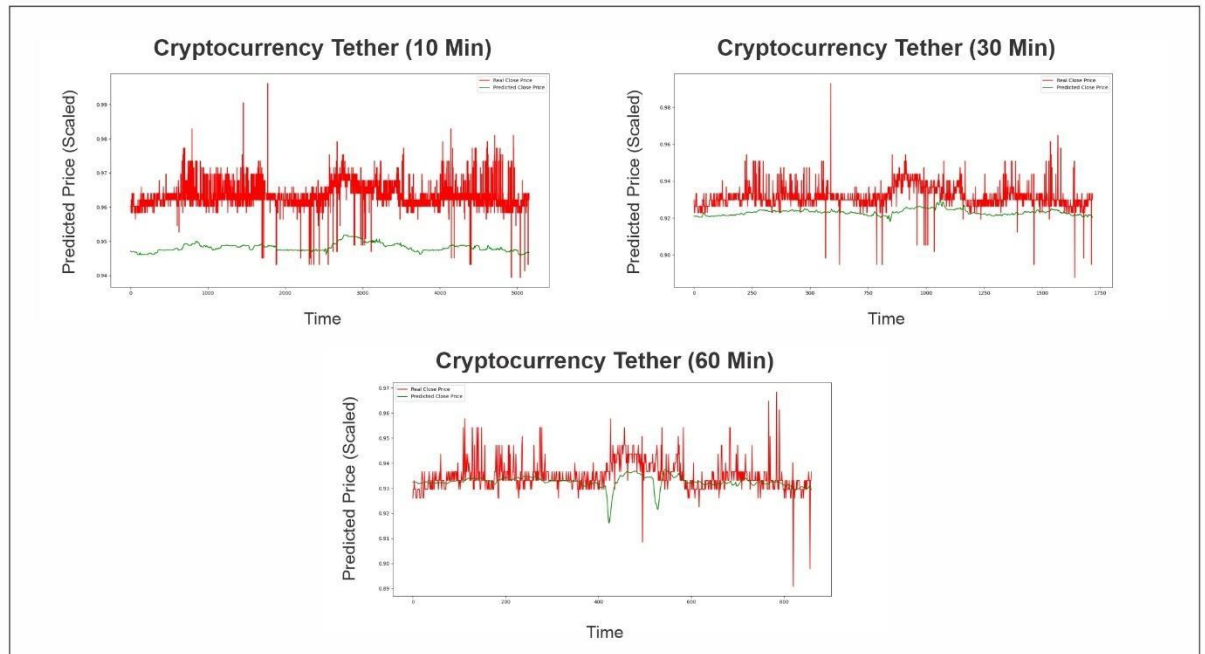 Cryptocurrency Tether (10 Min)
Predicted Price (Scaled)
Real Close Price
Predicted Close Price
0.99
0.98
0.97
0.96
0.95
0.94
0 1000 2000 3000 4000 5000
Time
Cryptocurrency Tether (30 Min)
Predicted Price (Scaled)
Real Close Price
Predicted Close Price
0.98
0.96
0.94
0.92
0.90
0 250 500 750 1000 1250 1500 1750
Time
Cryptocurrency Tether (60 Min)
Predicted Price (Scaled)
Real Close Price
Predicted Close Price
0.97
0.96
0.95
0.94
0.93
0.92
0.91
0.90
0.89
0 200 400 600 800
Time